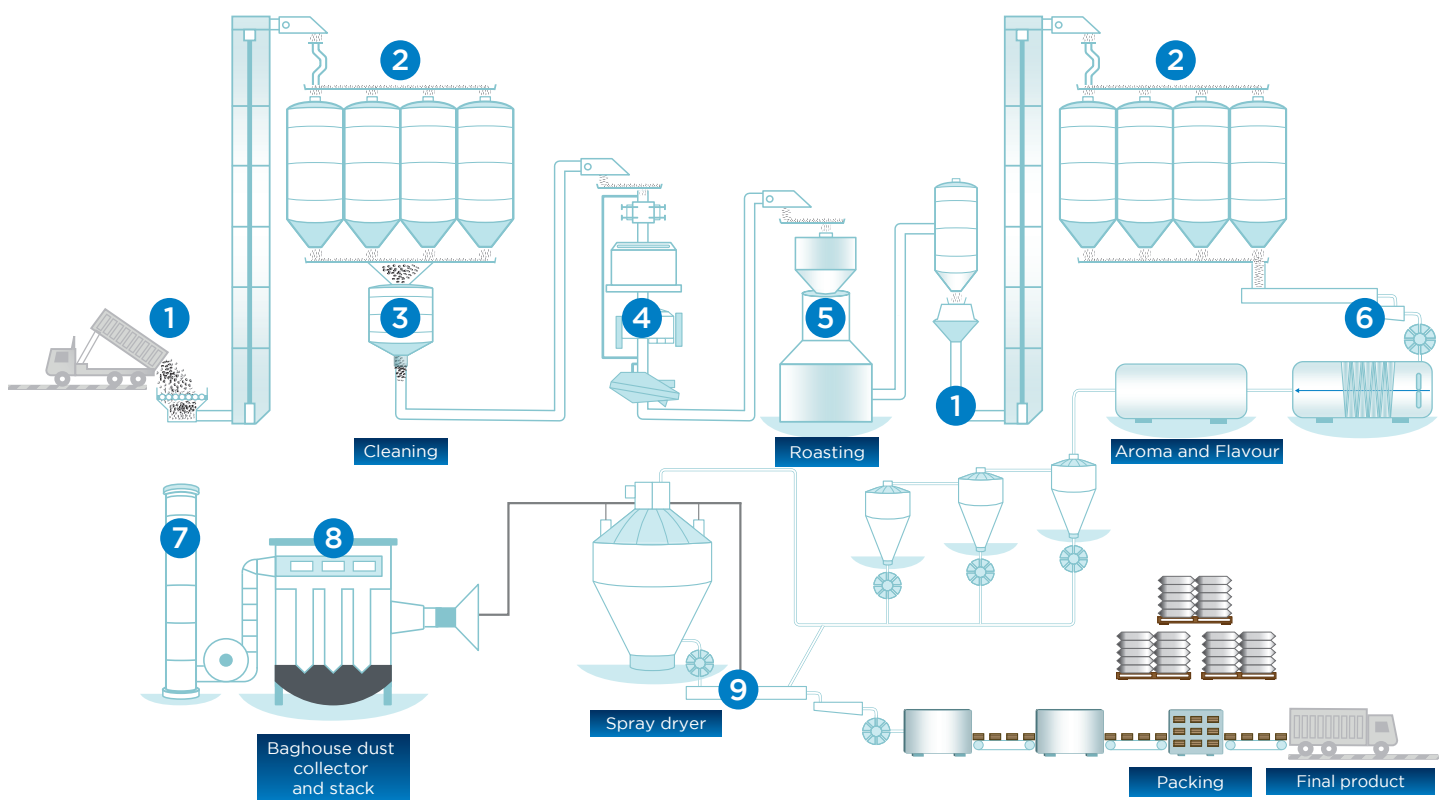 2
2
1
3
4
5
6
1
Cleaning
Roasting
Aroma and Flavour
7
8
9
Spray dryer
Baghouse dust
collector
and stack
Packing
Final product